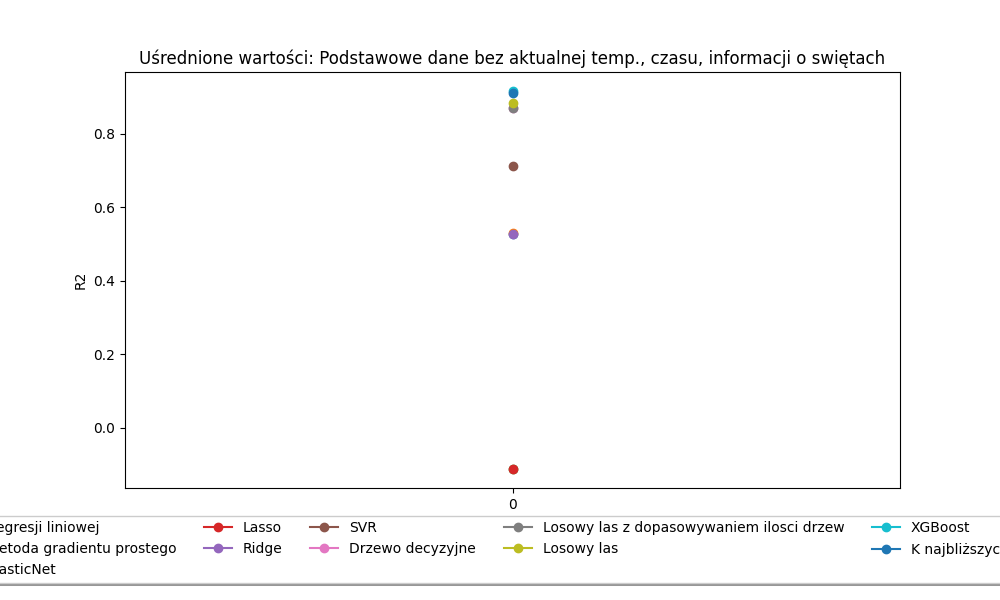 Uśrednione wartości: Podstawowe dane bez aktualnej temp., czasu, informacji o swiętach
R2
0.8
0.6
0.4
0.2
0.0
0
egresji liniowej
etoda gradientu prostego
asticNet
Lasso
Ridge
SVR
Drzewo decyzyjne
Losowy las z dopasowywaniem ilosci drzew
Losowy las
XGBoost
K najbliższyc